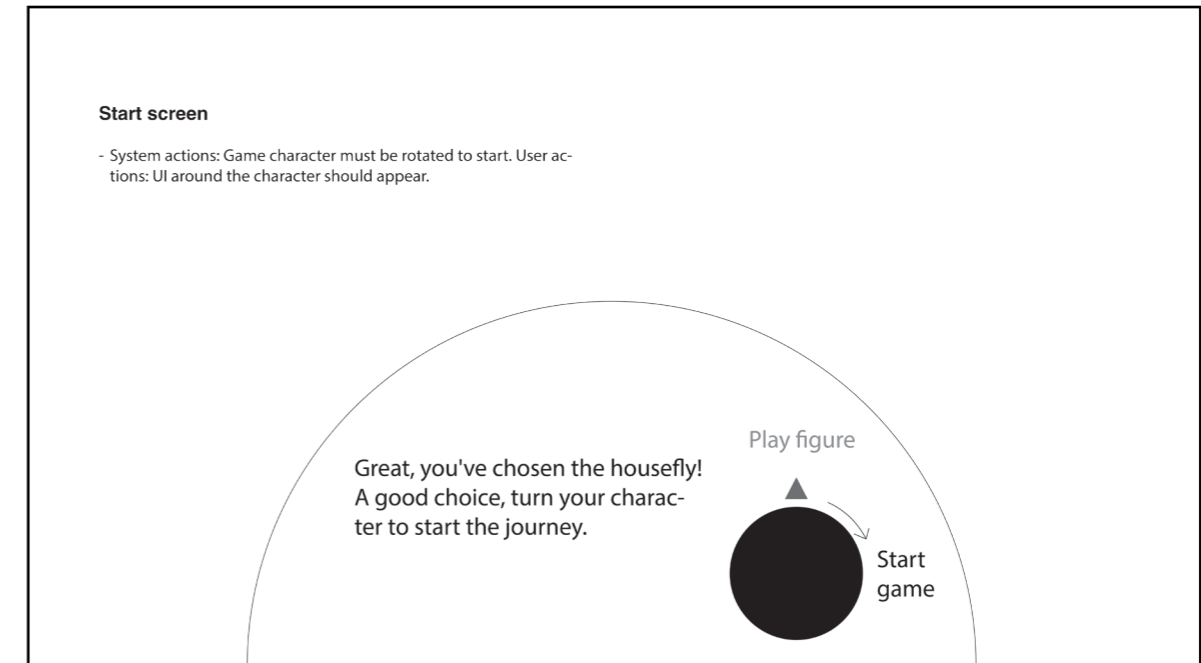 Start screen
- System actions: Game character must be rotated to start. User ac-
tions: UI around the character should appear.
Play figure
Great, you've chosen the housefly!
A good choice, turn your charac-
ter to start the journey.
Start
game